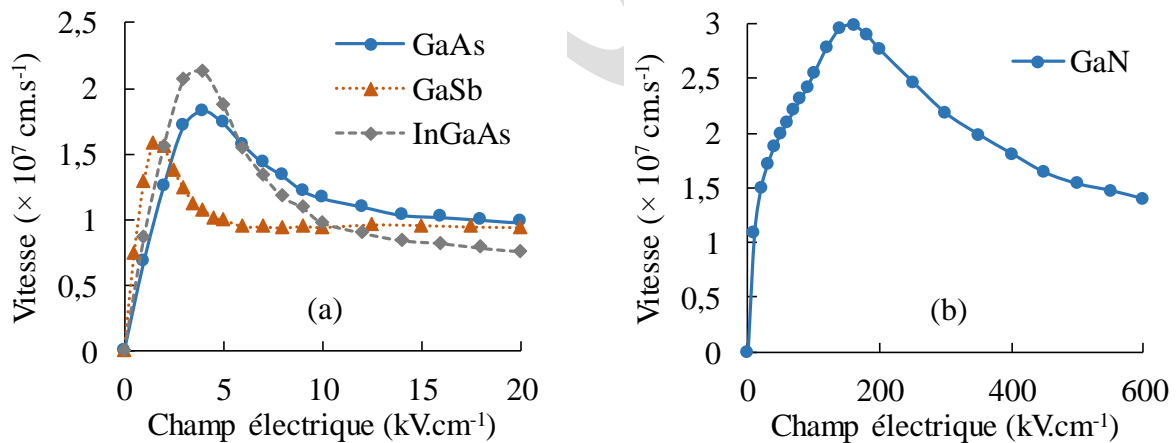 2,5
2
1,5
1
0,5
0
Vitesse (× 10⁷ cm.s⁻¹)
GaAs
GaSb
InGaAs
(a)
0 5 10 15 20
Champ électrique (kV.cm⁻¹)
3
2,5
2
1,5
1
0,5
0
Vitesse (× 10⁷ cm.s⁻¹)
GaN
(b)
0 200 400 600
Champ électrique (kV.cm⁻¹)